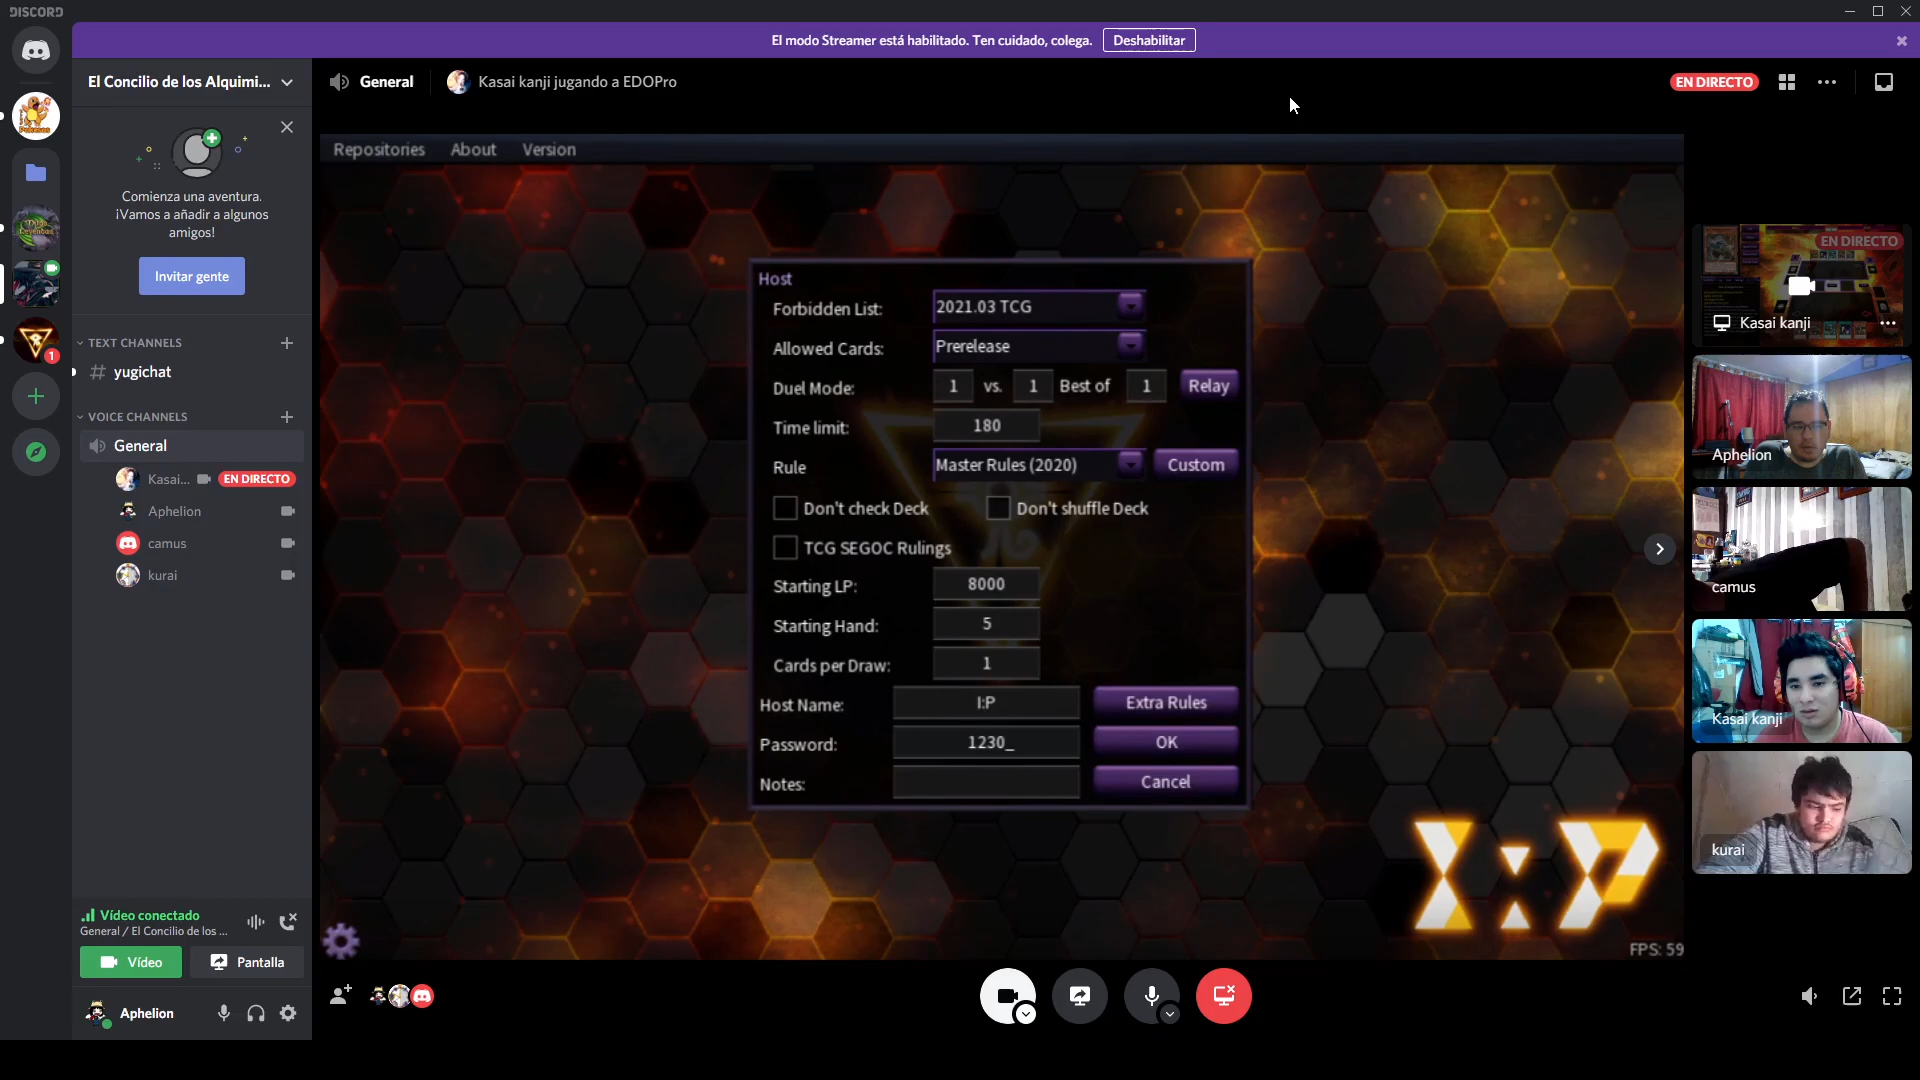 DISCORD
El modo Streamer está habilitado. Ten cuidado, colega.
Deshabilitar
El Concilio de los Alquimi...
General
Kasai kanji jugando a EDOPro
EN DIRECTO
Comienza una aventura.
¡Vamos a añadir a algunos
amigos!
Invitar gente
TEXT CHANNELS
yugichat
VOICE CHANNELS
General
Kasai...
EN DIRECTO
Aphelion
camus
kurai
1
Vídeo conectado
General / El Concilio de los ...
Vídeo
Pantalla
Aphelion
Repositories
About
Version
Host
Forbidden List:
2021.03 TCG
Allowed Cards:
Prerelease
Duel Mode:
1
vs.
1
Best of
1
Relay
Time limit:
180
Rule
Master Rules (2020)
Custom
Don't check Deck
Don't shuffle Deck
TCG SEGOC Rulings
Starting LP:
8000
Starting Hand:
5
Cards per Draw:
1
Host Name:
I:P
Extra Rules
Password:
1230_
OK
Notes:
Cancel
I:P
FPS: 59
EN DIRECTO
Kasai kanji
Aphelion
camus
Kasai kanji
kurai